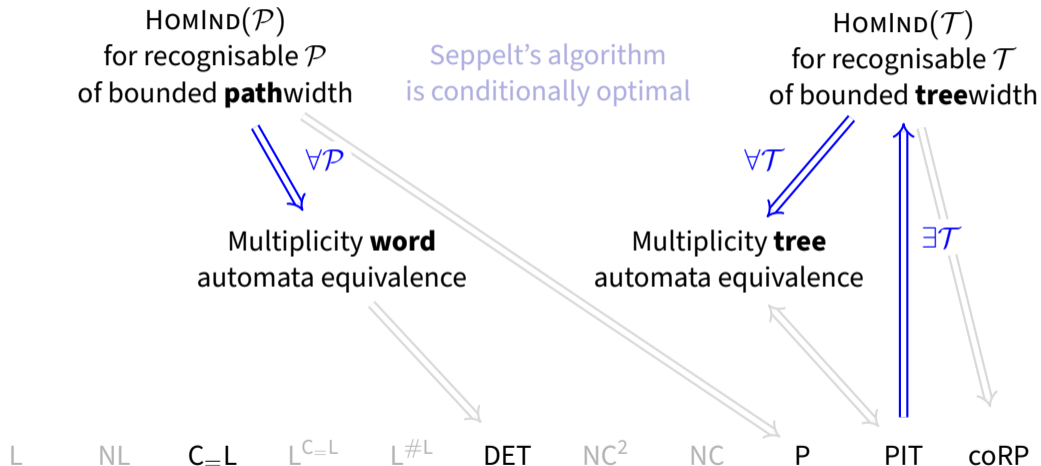 HOMIND(𝒫)
for recognisable 𝒫
of bounded pathwidth
Seppelt's algorithm
is conditionally optimal
HOMIND(𝒯)
for recognisable 𝒯
of bounded treewidth
∀𝒫
∀𝒯
∃𝒯
Multiplicity word
automata equivalence
Multiplicity tree
automata equivalence
L NL C₌L L^{C₌L} L^{#L} DET NC² NC P PIT coRP